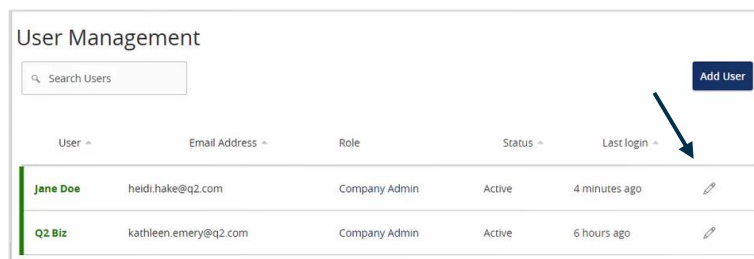 User Management
Search Users
Add User
User Email Address Role Status Last login
Jane Doe heidi.hake@q2.com Company Admin Active 4 minutes ago
Q2 Biz kathleen.emery@q2.com Company Admin Active 6 hours ago